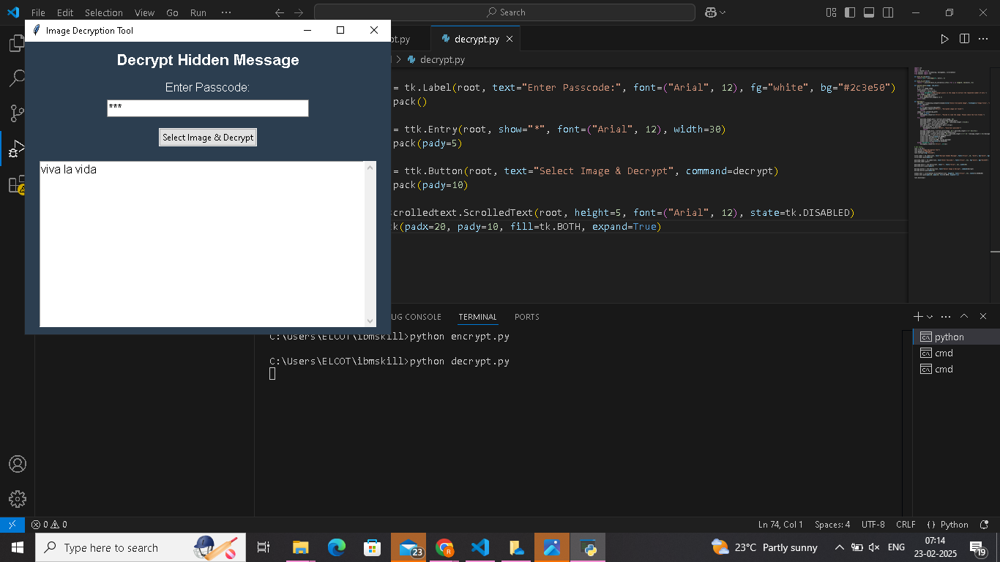 File Edit Selection View Go Run ···
Search
Image Decryption Tool
Decrypt Hidden Message
Enter Passcode:
***
Select Image & Decrypt
viva la vida
pt.py
decrypt.py
decrypt.py
= tk.Label(root, text="Enter Passcode:", font=("Arial", 12), fg="white", bg="#2c3e50")
pack()
= ttk.Entry(root, show="*", font=("Arial", 12), width=30)
pack(pady=5)
= ttk.Button(root, text="Select Image & Decrypt", command=decrypt)
pack(pady=10)
scrolledtext.ScrolledText(root, height=5, font=("Arial", 12), state=tk.DISABLED)
ck(padx=20, pady=10, fill=tk.BOTH, expand=True)
UG CONSOLE TERMINAL PORTS
C:\Users\ELCOT\ibmskill>python encrypt.py
C:\Users\ELCOT\ibmskill>python decrypt.py
python
cmd
cmd
0 0
Ln 74, Col 1 Spaces: 4 UTF-8 CRLF {} Python
Type here to search
23
23°C Partly sunny
ENG
07:14
23-02-2025
19